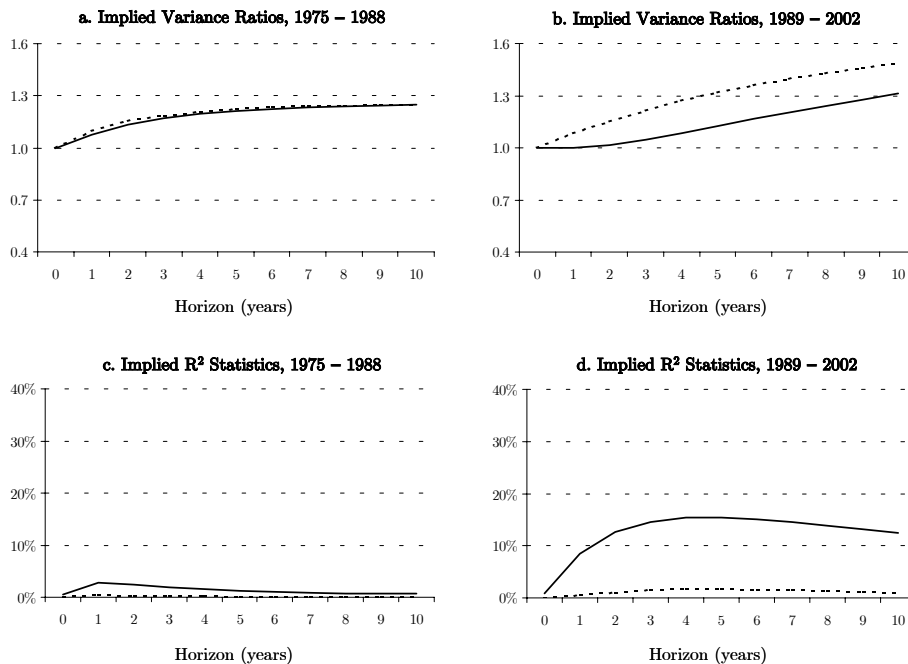 a. Implied Variance Ratios, 1975 – 1988
1.6
1.3
1.0
0.7
0.4
0 1 2 3 4 5 6 7 8 9 10
Horizon (years)
b. Implied Variance Ratios, 1989 – 2002
1.6
1.3
1.0
0.7
0.4
0 1 2 3 4 5 6 7 8 9 10
Horizon (years)
c. Implied R² Statistics, 1975 – 1988
40%
30%
20%
10%
0%
0 1 2 3 4 5 6 7 8 9 10
Horizon (years)
d. Implied R² Statistics, 1989 – 2002
40%
30%
20%
10%
0%
0 1 2 3 4 5 6 7 8 9 10
Horizon (years)